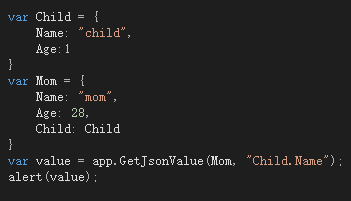 var Child = {
    Name: "child",
    Age:1
}
var Mom = {
    Name: "mom",
    Age: 28,
    Child: Child
}
var value = app.GetJsonValue(Mom, "Child.Name");
alert(value);